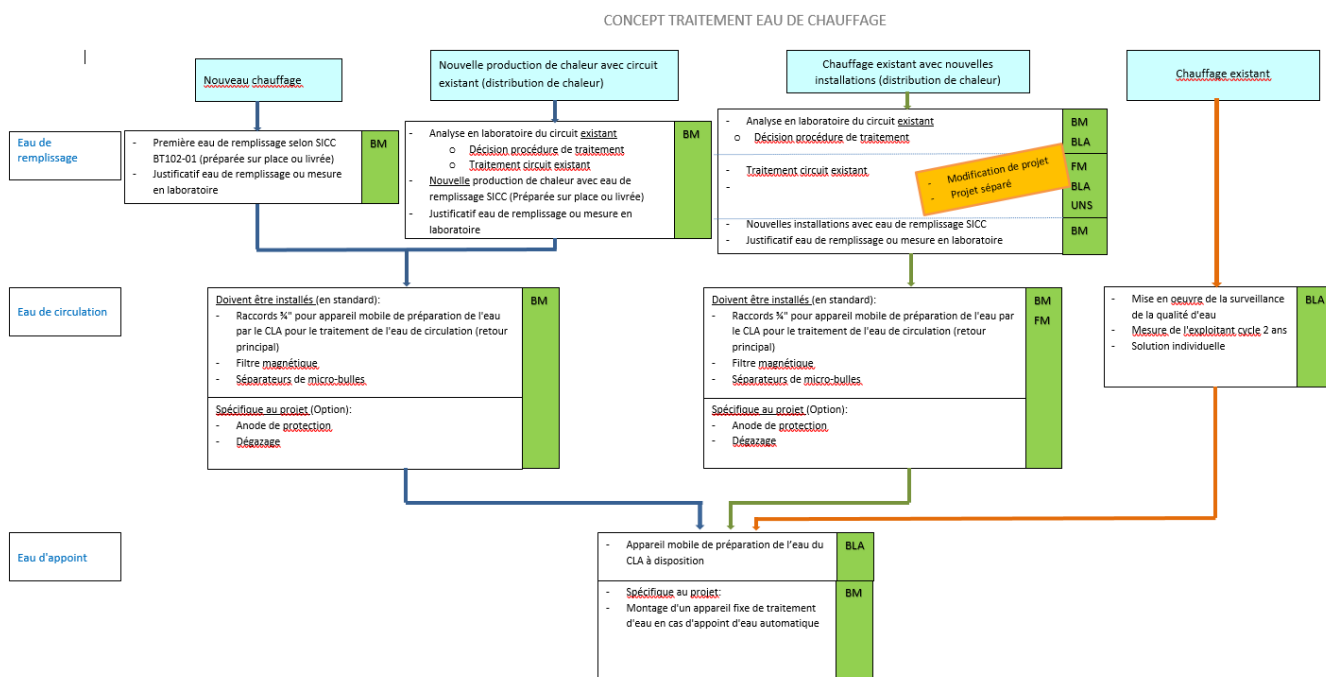 CONCEPT TRAITEMENT EAU DE CHAUFFAGE
Nouveau chauffage
Nouvelle production de chaleur avec circuit
existant (distribution de chaleur)
Chauffage existant avec nouvelles
installations (distribution de chaleur)
Chauffage existant
Eau de
remplissage
- Première eau de remplissage selon SICC
BT102-01 (préparée sur place ou livrée)
- Justificatif eau de remplissage ou mesure
en laboratoire
BM
- Analyse en laboratoire du circuit existant
o Décision procédure de traitement
o Traitement circuit existant
- Nouvelle production de chaleur avec eau de
remplissage SICC (Préparée sur place ou livrée)
- Justificatif eau de remplissage ou mesure en
laboratoire
BM
- Analyse en laboratoire du circuit existant
o Décision procédure de traitement
BM
BLA
- Traitement circuit existant
-
- Modification de projet
- Projet séparé
FM
BLA
UNS
- Nouvelles installations avec eau de remplissage SICC
- Justificatif eau de remplissage ou mesure en laboratoire
BM
Eau de circulation
Doivent être installés (en standard):
- Raccords ¾" pour appareil mobile de préparation de l'eau
par le CLA pour le traitement de l'eau de circulation (retour
principal)
- Filtre magnétique
- Séparateurs de micro-bulles
BM
Spécifique au projet (Option):
- Anode de protection
- Dégazage
Doivent être installés (en standard):
- Raccords ¾" pour appareil mobile de préparation de l'eau
par le CLA pour le traitement de l'eau de circulation (retour
principal)
- Filtre magnétique
- Séparateurs de micro-bulles
BM
FM
Spécifique au projet (Option):
- Anode de protection
- Dégazage
- Mise en oeuvre de la surveillance
de la qualité d'eau
- Mesure de l'exploitant cycle 2 ans
- Solution individuelle
BLA
Eau d'appoint
- Appareil mobile de préparation de l'eau du
CLA à disposition
BLA
- Spécifique au projet:
- Montage d'un appareil fixe de traitement
d'eau en cas d'appoint d'eau automatique
BM